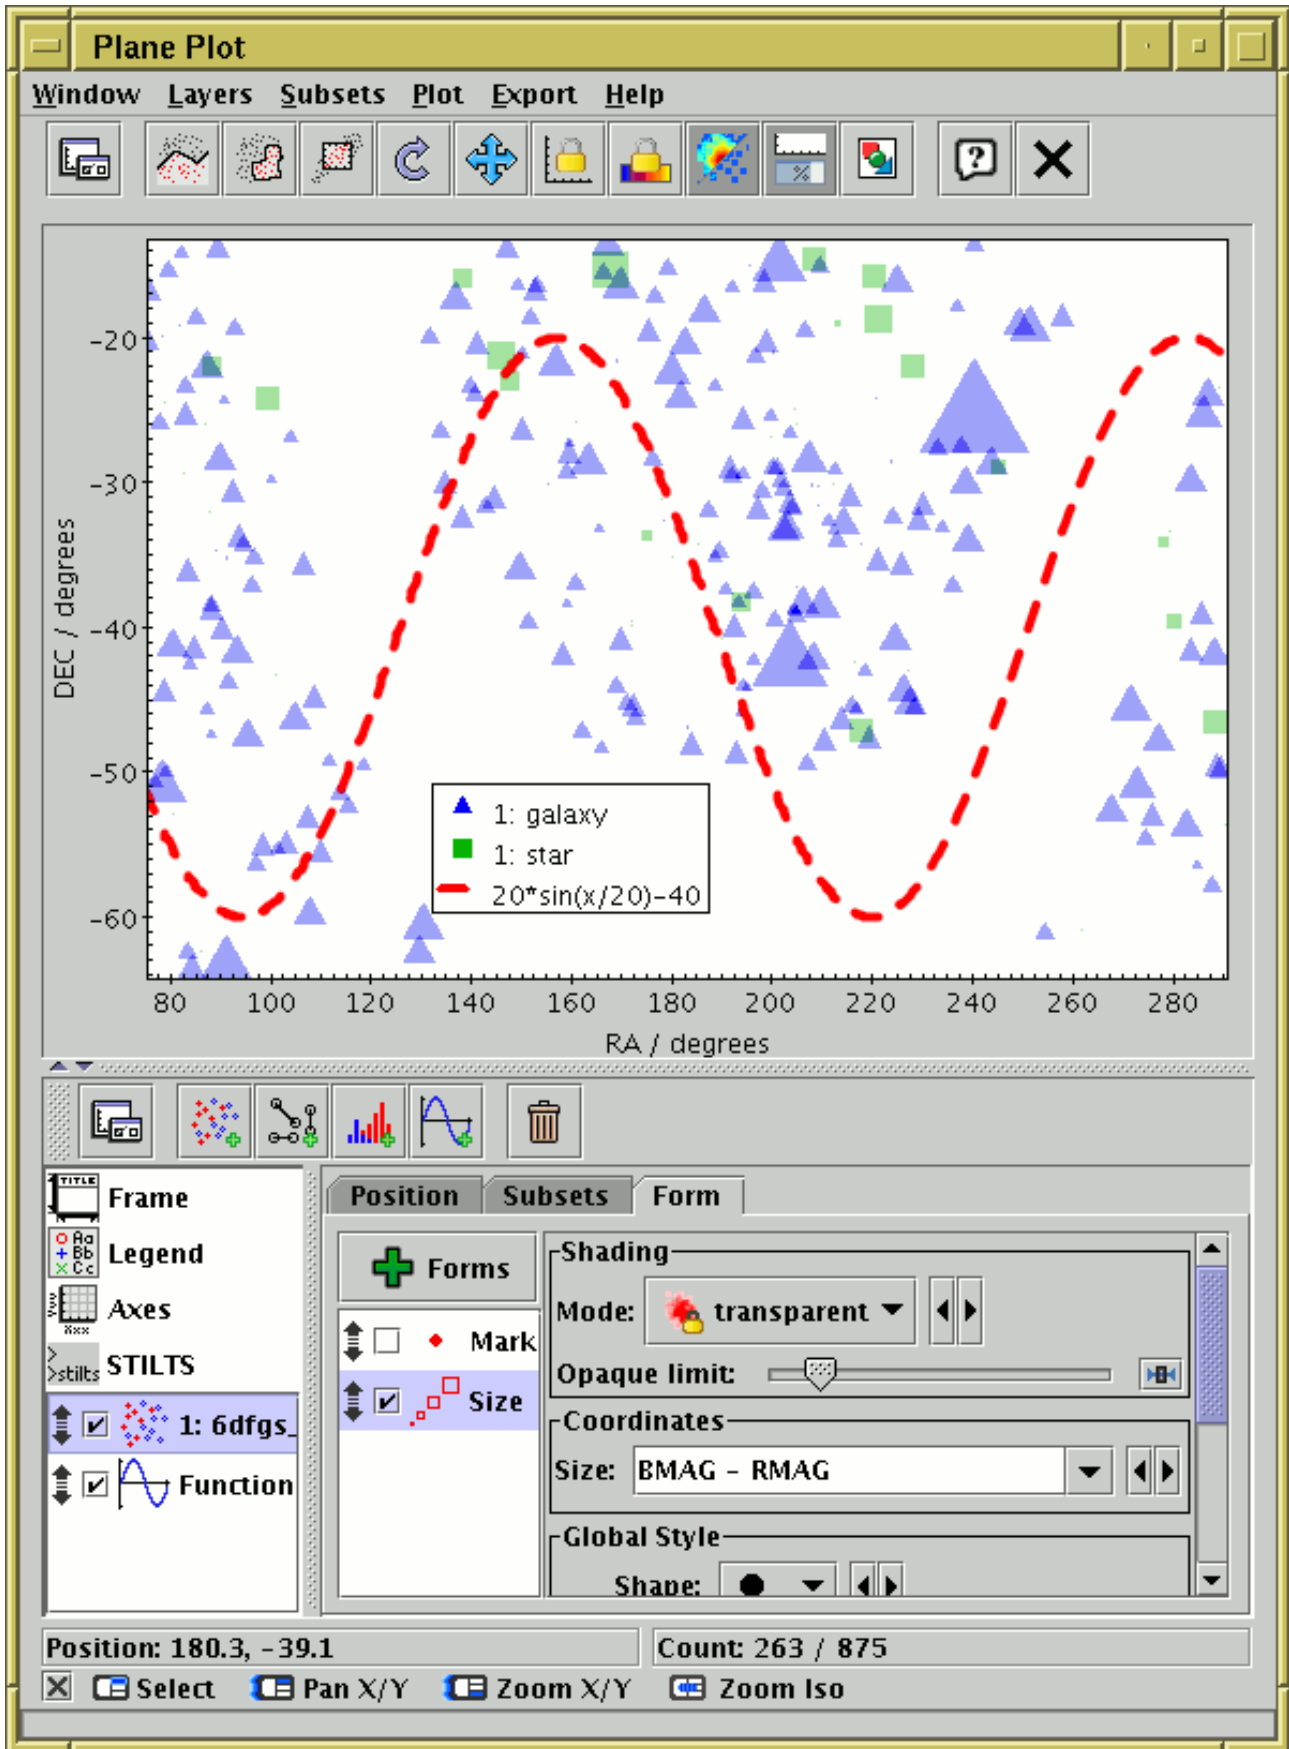 Plane Plot
Window Layers Subsets Plot Export Help
-20
-30
-40
-50
-60
DEC / degrees
1: galaxy
1: star
20*sin(x/20)-40
80 100 120 140 160 180 200 220 240 260 280
RA / degrees
Frame
Legend
Axes
STILTS
1: 6dfgs_
Function
Position Subsets Form
Forms
Mark
Size
Shading
Mode: transparent
Opaque limit:
Coordinates
Size: BMAG - RMAG
Global Style
Shape:
Position: 180.3, -39.1
Count: 263 / 875
Select Pan X/Y Zoom X/Y Zoom Iso